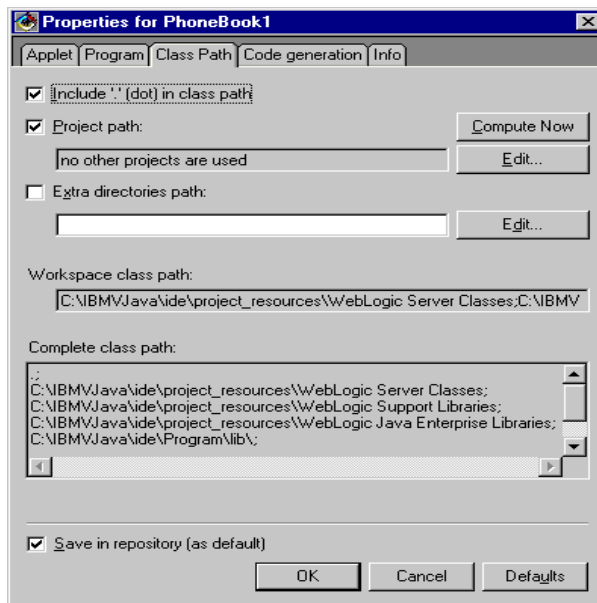 Properties for PhoneBook1
Applet Program Class Path Code generation Info
Include '.' (dot) in class path
Project path: Compute Now
no other projects are used Edit...
Extra directories path:
Edit...
Workspace class path:
C:\IBMVJava\ide\project_resources\WebLogic Server Classes;C:\IBMV
Complete class path:
.;
C:\IBMVJava\ide\project_resources\WebLogic Server Classes;
C:\IBMVJava\ide\project_resources\WebLogic Support Libraries;
C:\IBMVJava\ide\project_resources\WebLogic Java Enterprise Libraries;
C:\IBMVJava\ide\Program\lib\;
Save in repository (as default)
OK Cancel Defaults